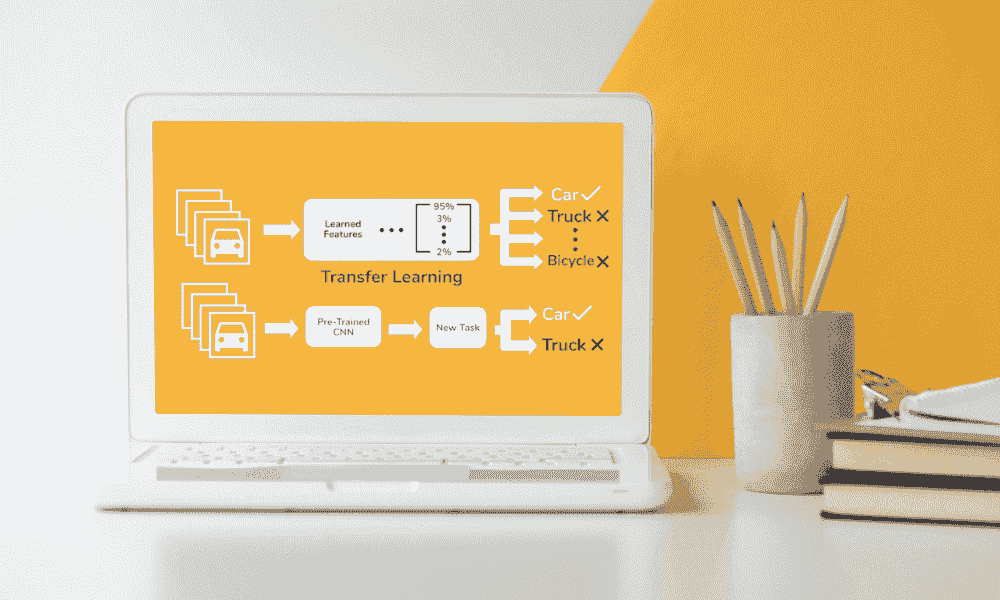 Learned
Features
95%
3%
2%
Car
Truck
Bicycle
Transfer Learning
Pre-Trained
CNN
New Task
Car
Truck